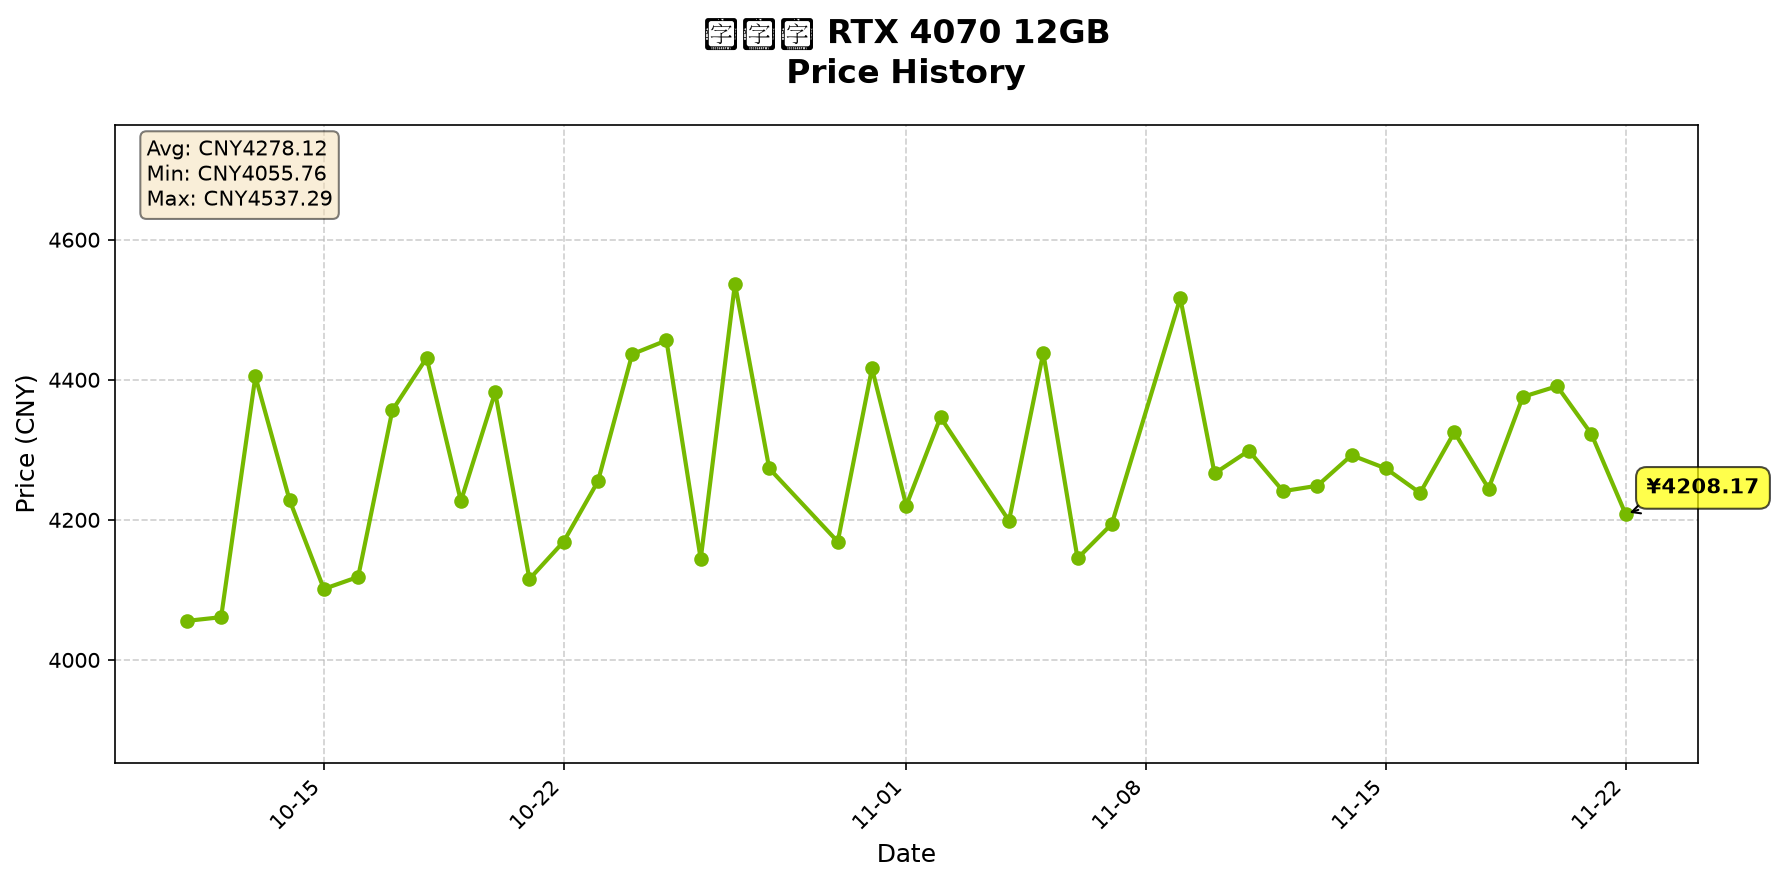 RTX 4070 12GB
Price History
Avg: CNY4278.12
Min: CNY4055.76
Max: CNY4537.29
Price (CNY)
4600
4400
4200
4000
¥4208.17
10-15
10-22
11-01
11-08
11-15
11-22
Date